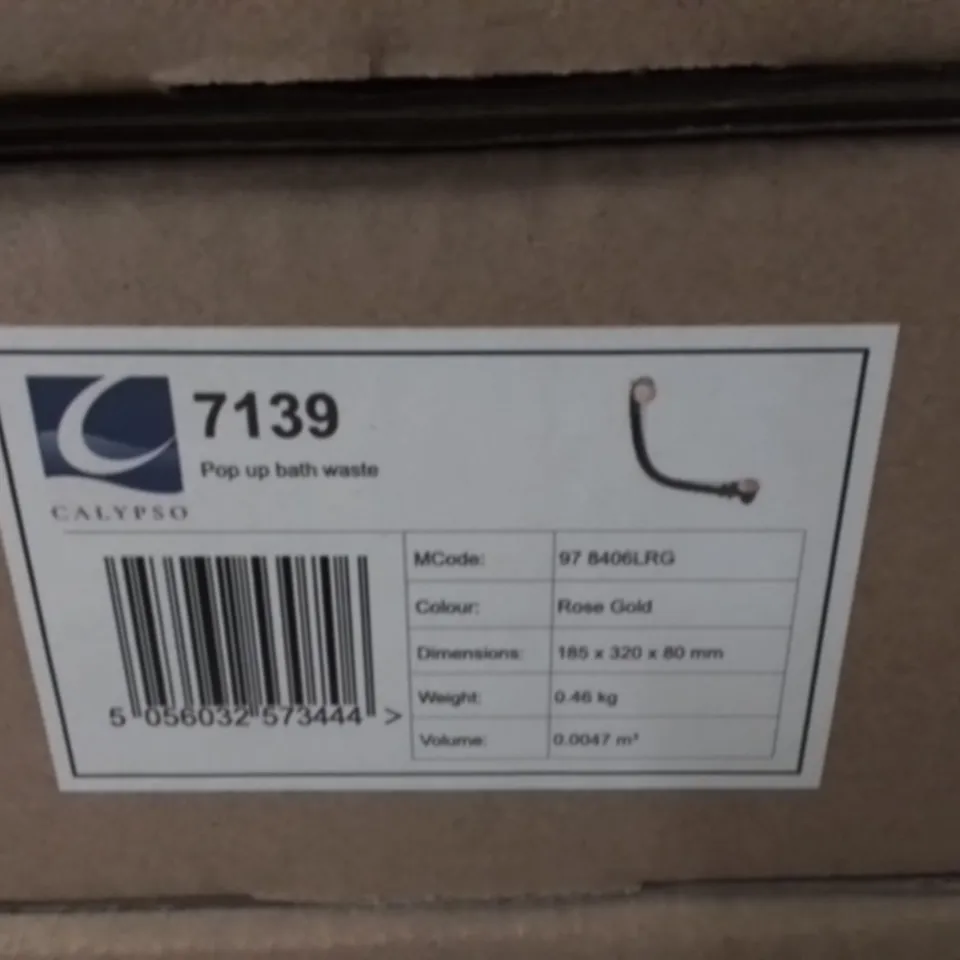 7139
Pop up bath waste
CALYPSO
MCode: 97 8406LRG
Colour: Rose Gold
Dimensions: 185 x 320 x 80 mm
Weight: 0.46 kg
Volume: 0.0047 m³
5 056032 573444 >